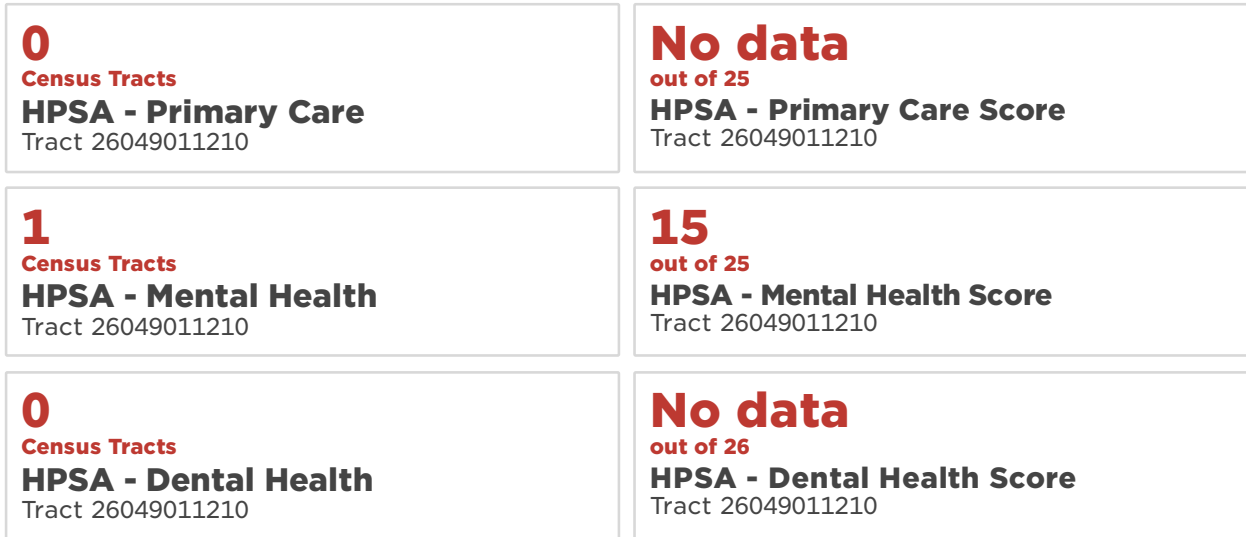 0
Census Tracts
HPSA - Primary Care
Tract 26049011210
No data
out of 25
HPSA - Primary Care Score
Tract 26049011210
1
Census Tracts
HPSA - Mental Health
Tract 26049011210
15
out of 25
HPSA - Mental Health Score
Tract 26049011210
0
Census Tracts
HPSA - Dental Health
Tract 26049011210
No data
out of 26
HPSA - Dental Health Score
Tract 26049011210